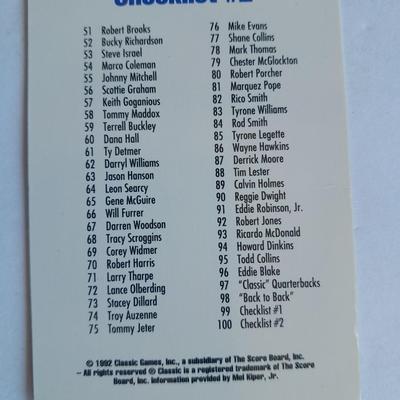 Checklist #2
51 Robert Brooks
52 Bucky Richardson
53 Steve Israel
54 Marco Coleman
55 Johnny Mitchell
56 Scottie Graham
57 Keith Goganious
58 Tommy Maddox
59 Terrell Buckley
60 Dana Hall
61 Ty Detmer
62 Darryl Williams
63 Jason Hanson
64 Leon Searcy
65 Gene McGuire
66 Will Furrer
67 Darren Woodson
68 Tracy Scroggins
69 Corey Widmer
70 Robert Harris
71 Larry Tharpe
72 Lance Olberding
73 Stacey Dillard
74 Troy Auzenne
75 Tommy Jeter
76 Mike Evans
77 Shane Collins
78 Mark Thomas
79 Chester McGlockton
80 Robert Porcher
81 Marquez Pope
82 Rico Smith
83 Tyrone Williams
84 Rod Smith
85 Tyrone Legette
86 Wayne Hawkins
87 Derrick Moore
88 Tim Lester
89 Calvin Holmes
90 Reggie Dwight
91 Eddie Robinson, Jr.
92 Robert Jones
93 Ricardo McDonald
94 Howard Dinkins
95 Todd Collins
96 Eddie Blake
97 "Classic" Quarterbacks
98 "Back to Back"
99 Checklist #1
100 Checklist #2
© 1992 Classic Games, Inc., a subsidiary of The Score Board, Inc.
– All rights reserved ® Classic is a registered trademark of The Score
Board, Inc. Information provided by Mel Kiper, Jr.